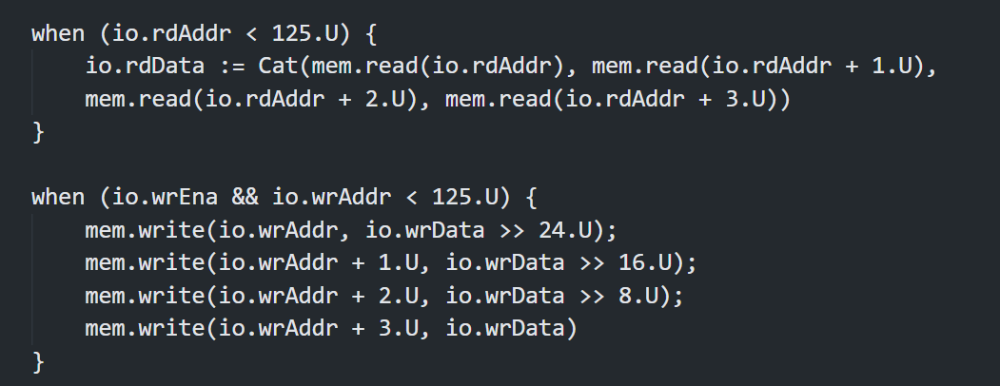 when (io.rdAddr < 125.U) {
    io.rdData := Cat(mem.read(io.rdAddr), mem.read(io.rdAddr + 1.U),
    mem.read(io.rdAddr + 2.U), mem.read(io.rdAddr + 3.U))
}

when (io.wrEna && io.wrAddr < 125.U) {
    mem.write(io.wrAddr, io.wrData >> 24.U);
    mem.write(io.wrAddr + 1.U, io.wrData >> 16.U);
    mem.write(io.wrAddr + 2.U, io.wrData >> 8.U);
    mem.write(io.wrAddr + 3.U, io.wrData)
}